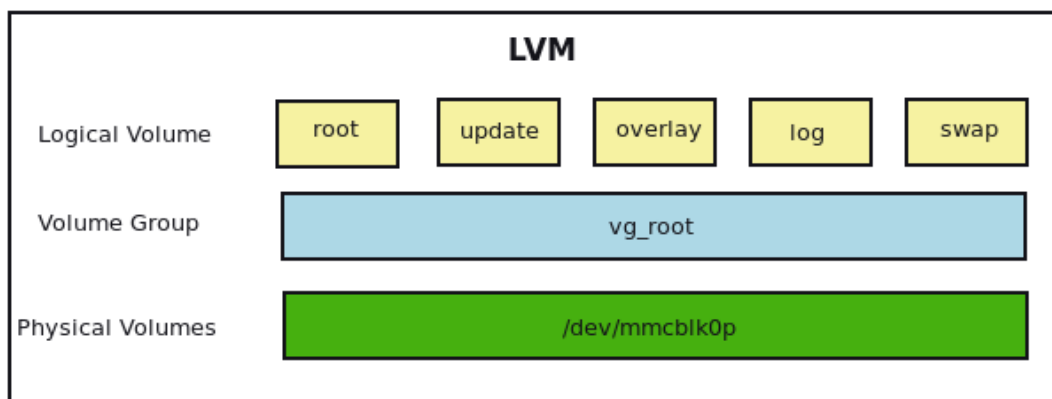 LVM
Logical Volume
root
update
overlay
log
swap
Volume Group
vg_root
Physical Volumes
/dev/mmcblk0p